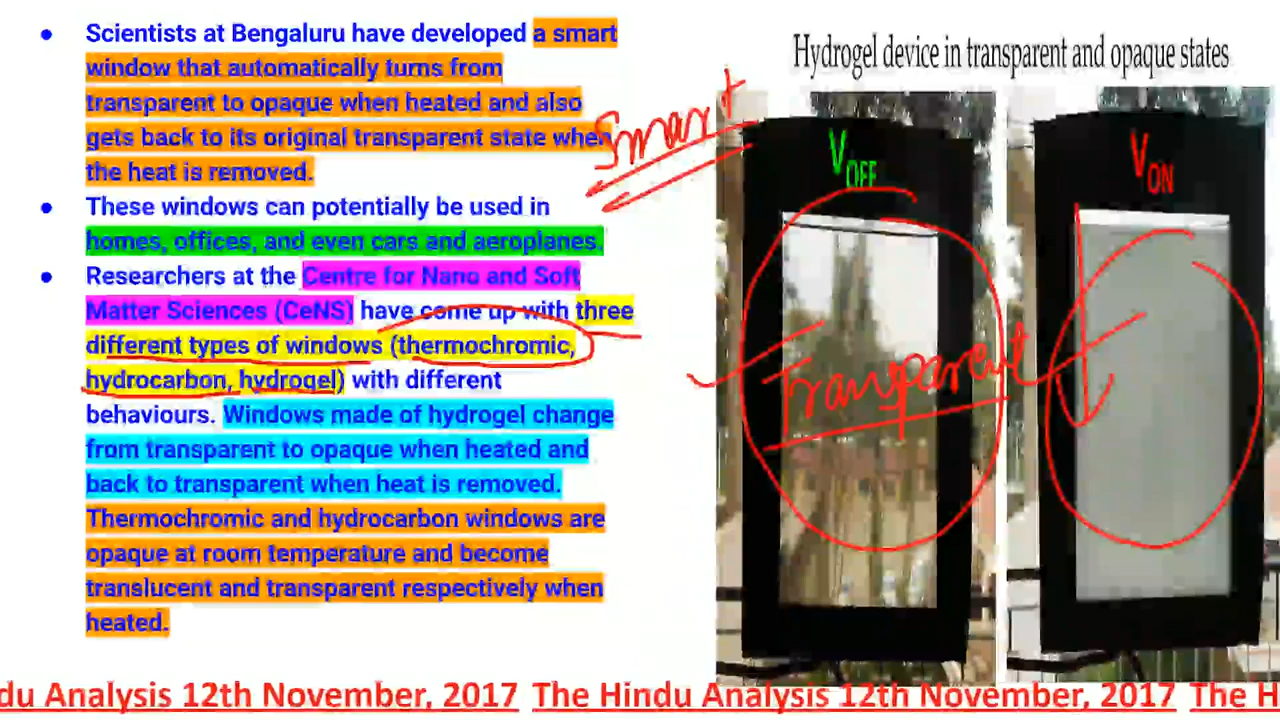 Scientists at Bengaluru have developed a smart
window that automatically turns from
transparent to opaque when heated and also
gets back to its original transparent state when
the heat is removed.
These windows can potentially be used in
homes, offices, and even cars and aeroplanes.
Researchers at the Centre for Nano and Soft
Matter Sciences (CeNS) have come up with three
different types of windows (thermochromic,
hydrocarbon, hydrogel) with different
behaviours. Windows made of hydrogel change
from transparent to opaque when heated and
back to transparent when heat is removed.
Thermochromic and hydrocarbon windows are
opaque at room temperature and become
translucent and transparent respectively when
heated.
Smart
Hydrogel device in transparent and opaque states
VOFF
VON
Transparent
du Analysis 12th November, 2017 The Hindu Analysis 12th November, 2017 The H